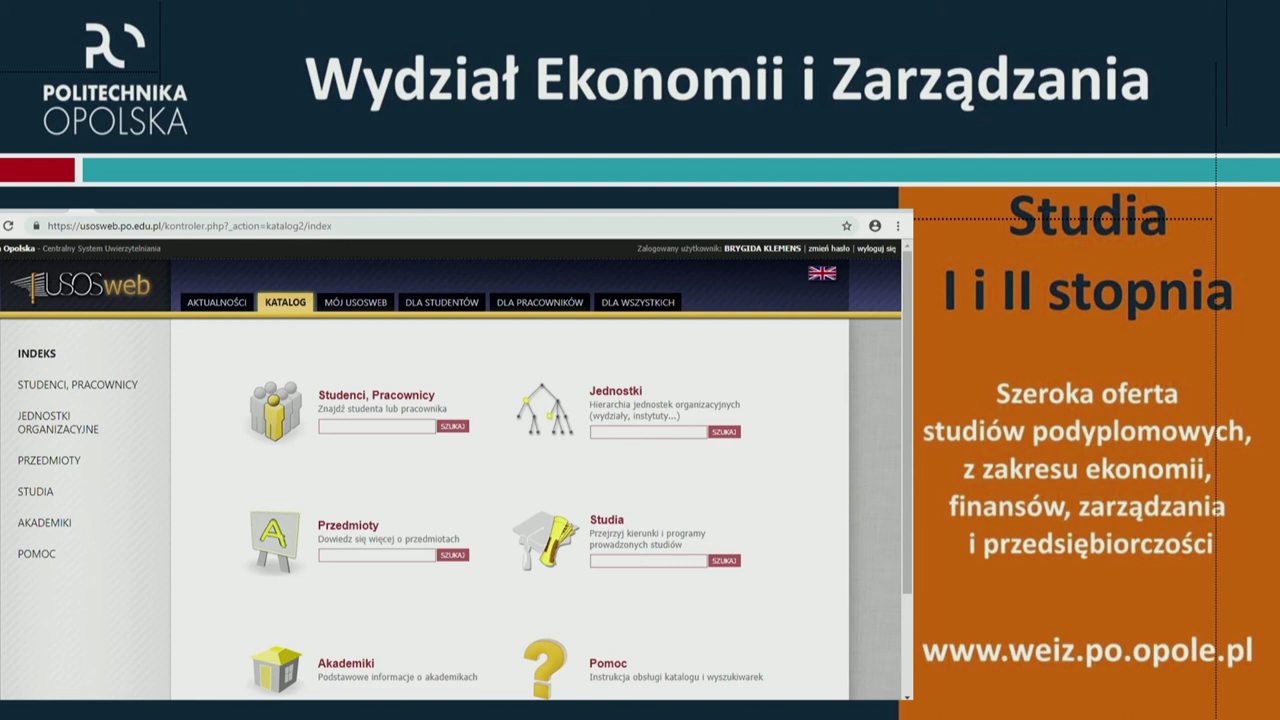 POLITECHNIKA
OPOLSKA
Wydział Ekonomii i Zarządzania
https://usosweb.po.edu.pl/kontroler.php?_action=katalog2/index
Opolska - Centralny System Uwierzytelniania
Zalogowany użytkownik: BRYGIDA KLEMENS | zmień hasło | wyloguj się
USOSweb
AKTUALNOŚCI
KATALOG
MÓJ USOSWEB
DLA STUDENTÓW
DLA PRACOWNIKÓW
DLA WSZYSTKICH
INDEKS
STUDENCI, PRACOWNICY
JEDNOSTKI
ORGANIZACYJNE
PRZEDMIOTY
STUDIA
AKADEMIKI
POMOC
Studenci, Pracownicy
Znajdź studenta lub pracownika
SZUKAJ
Jednostki
Hierarchia jednostek organizacyjnych
(wydziały, instytuty...)
SZUKAJ
A
Przedmioty
Dowiedz się więcej o przedmiotach
SZUKAJ
Studia
Przejrzyj kierunki i programy
prowadzonych studiów
SZUKAJ
Akademiki
Podstawowe informacje o akademikach
?
Pomoc
Instrukcja obsługi katalogu i wyszukiwarek
Studia
I i II stopnia
Szeroka oferta
studiów podyplomowych,
z zakresu ekonomii,
finansów, zarządzania
i przedsiębiorczości
www.weiz.po.opole.pl